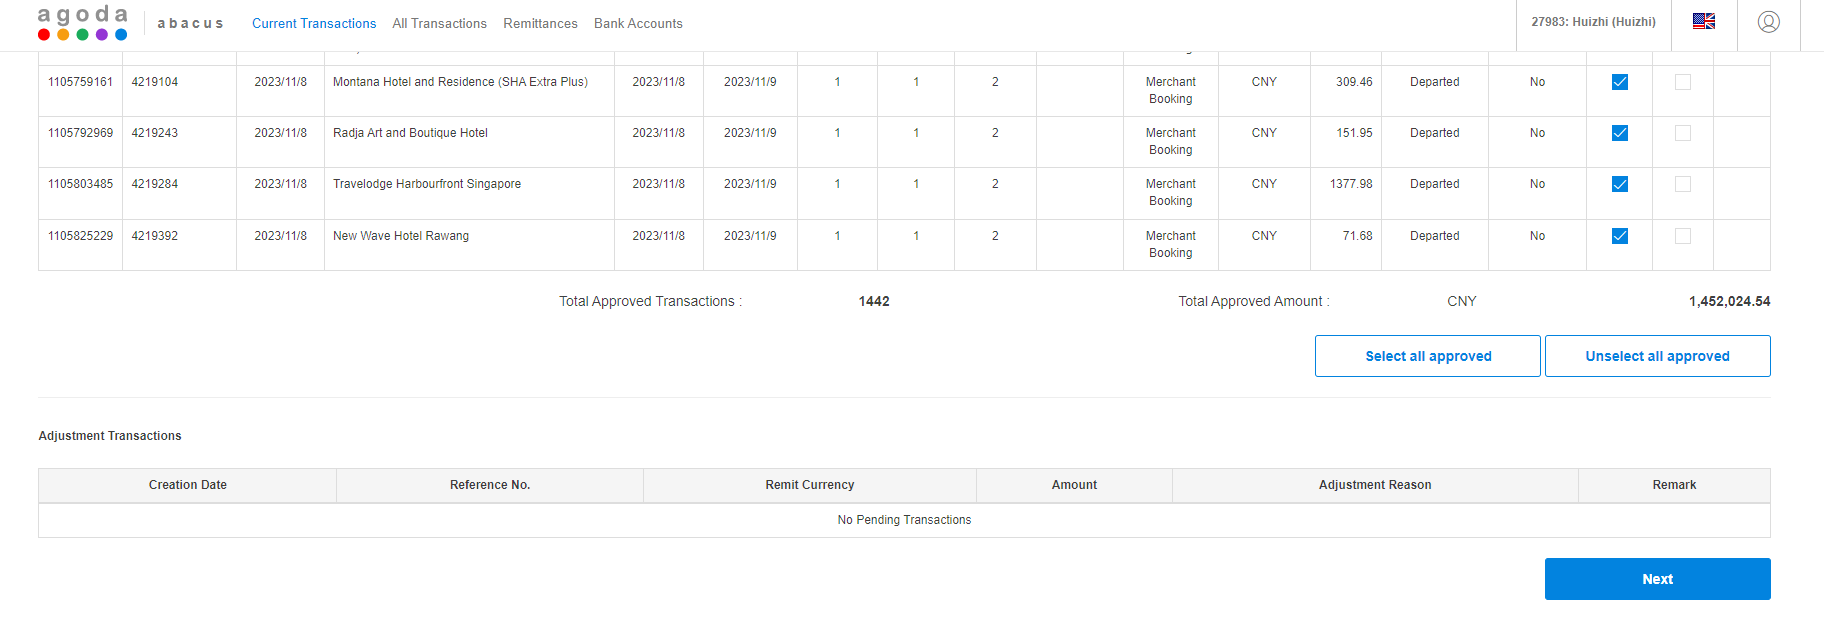 agoda
abacus
Current Transactions All Transactions Remittances Bank Accounts
27983: Huizhi (Huizhi)
1105759161 4219104 2023/11/8 Montana Hotel and Residence (SHA Extra Plus) 2023/11/8 2023/11/9 1 1 2 Merchant Booking CNY 309.46 Departed No
1105792969 4219243 2023/11/8 Radja Art and Boutique Hotel 2023/11/8 2023/11/9 1 1 2 Merchant Booking CNY 151.95 Departed No
1105803485 4219284 2023/11/8 Travelodge Harbourfront Singapore 2023/11/8 2023/11/9 1 1 2 Merchant Booking CNY 1377.98 Departed No
1105825229 4219392 2023/11/8 New Wave Hotel Rawang 2023/11/8 2023/11/9 1 1 2 Merchant Booking CNY 71.68 Departed No
Total Approved Transactions : 1442 Total Approved Amount : CNY 1,452,024.54
Select all approved Unselect all approved
Adjustment Transactions
Creation Date Reference No. Remit Currency Amount Adjustment Reason Remark
No Pending Transactions
Next